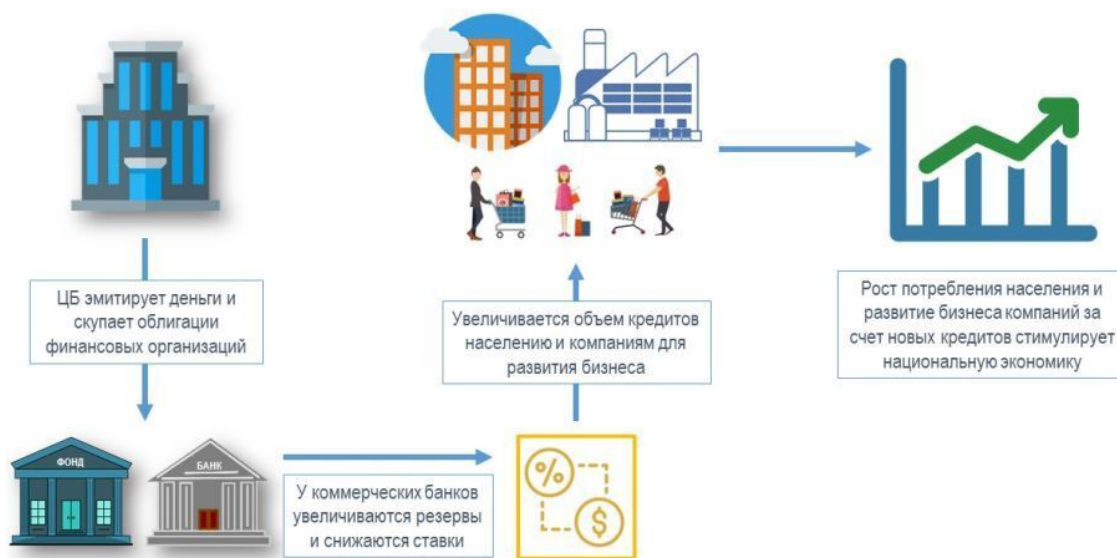 ЦБ эмитирует деньги и
скупает облигации
финансовых организаций
ФОНД
БАНК
У коммерческих банков
увеличиваются резервы
и снижаются ставки
%
$
Увеличивается объем кредитов
населению и компаниям для
развития бизнеса
Рост потребления населения и
развитие бизнеса компаний за
счет новых кредитов стимулирует
национальную экономику